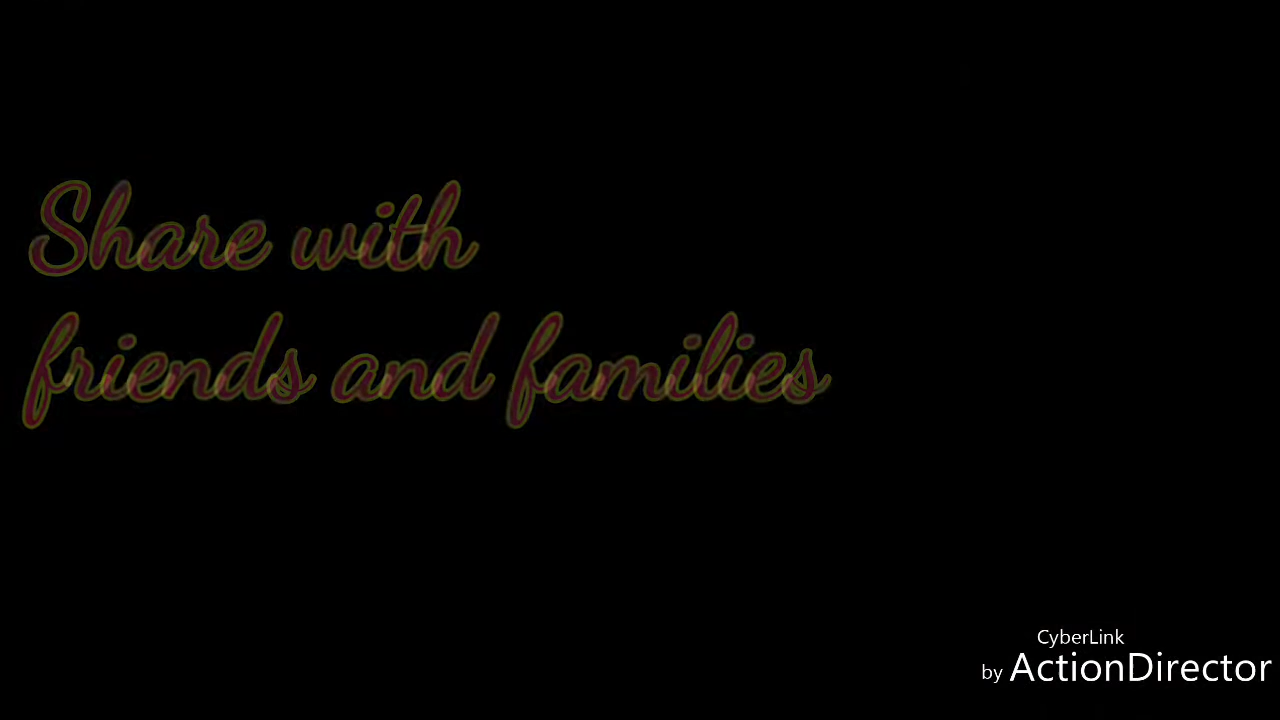 Share with
friends and families
CyberLink
by ActionDirector